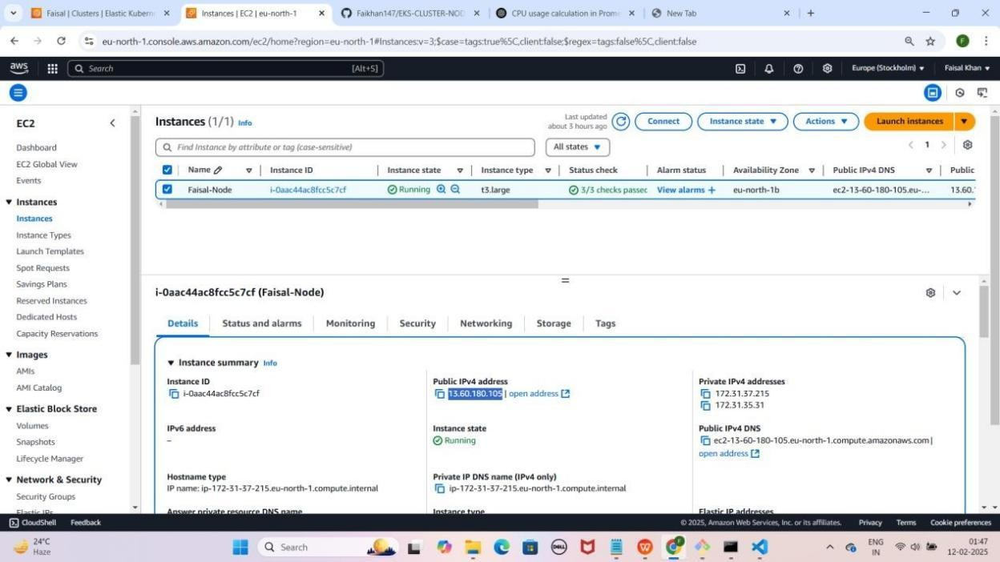 Faisal | Clusters | Elastic Kubern
Instances | EC2 | eu-north-1
Faikhan147/EKS-CLUSTER-NOD
CPU usage calculation in Prome
New Tab
eu-north-1.console.aws.amazon.com/ec2/home?region=eu-north-1#Instances:v=3;$case=tags:true%5C,client:false;$regex=tags:false%5C,client:false
F
aws
Search [Alt+S]
Europe (Stockholm)
Faisal Khan
EC2
Dashboard
EC2 Global View
Events
Instances
Instances
Instance Types
Launch Templates
Spot Requests
Savings Plans
Reserved Instances
Dedicated Hosts
Capacity Reservations
Images
AMIs
AMI Catalog
Elastic Block Store
Volumes
Snapshots
Lifecycle Manager
Network & Security
Security Groups
Elastic IPs
Instances (1/1) Info
Last updated
about 3 hours ago
Connect
Instance state
Actions
Launch instances
Find Instance by attribute or tag (case-sensitive)
All states
1
Name Instance ID Instance state Instance type Status check Alarm status Availability Zone Public IPv4 DNS Public
Faisal-Node i-0aac44ac8fcc5c7cf Running t3.large 3/3 checks passec View alarms + eu-north-1b ec2-13-60-180-105.eu-... 13.60.
i-0aac44ac8fcc5c7cf (Faisal-Node)
Details Status and alarms Monitoring Security Networking Storage Tags
Instance summary Info
Instance ID
i-0aac44ac8fcc5c7cf
Public IPv4 address
13.60.180.105 | open address
Private IPv4 addresses
172.31.37.215
172.31.35.31
IPv6 address
–
Instance state
Running
Public IPv4 DNS
ec2-13-60-180-105.eu-north-1.compute.amazonaws.com |
open address
Hostname type
IP name: ip-172-31-37-215.eu-north-1.compute.internal
Private IP DNS name (IPv4 only)
ip-172-31-37-215.eu-north-1.compute.internal
Answer private resource DNS name
Instance type
Elastic IP addresses
CloudShell Feedback
© 2025, Amazon Web Services, Inc. or its affiliates. Privacy Terms Cookie preferences
24°C
Haze
Search
DELL
F
ENG
IN
01:47
12-02-2025